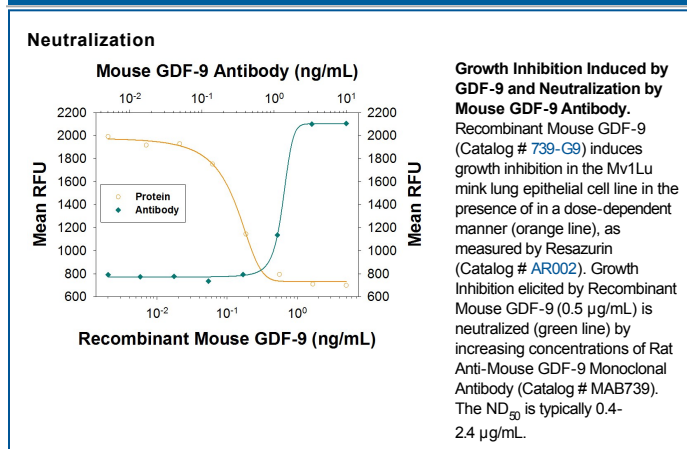 Neutralization
Mouse GDF-9 Antibody (ng/mL)
10-2 10-1 100 101
2200 2200
2000 2000
1800 1800
1600 1600
1400 1400
1200 1200
1000 1000
800 800
600 600
Mean RFU
Mean RFU
Protein
Antibody
10-2 10-1 100
Recombinant Mouse GDF-9 (ng/mL)
Growth Inhibition Induced by
GDF-9 and Neutralization by
Mouse GDF-9 Antibody.
Recombinant Mouse GDF-9
(Catalog # 739-G9) induces
growth inhibition in the Mv1Lu
mink lung epithelial cell line in the
presence of in a dose-dependent
manner (orange line), as
measured by Resazurin
(Catalog # AR002). Growth
Inhibition elicited by Recombinant
Mouse GDF-9 (0.5 µg/mL) is
neutralized (green line) by
increasing concentrations of Rat
Anti-Mouse GDF-9 Monoclonal
Antibody (Catalog # MAB739).
The ND50 is typically 0.4-
2.4 µg/mL.